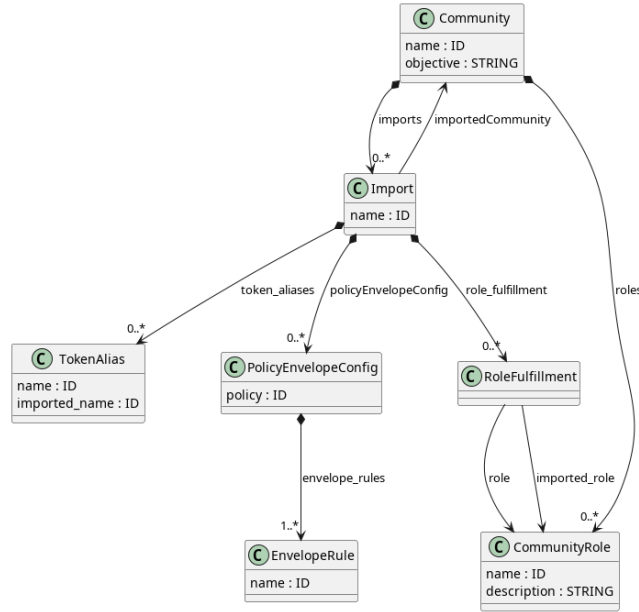 C Community
name : ID
objective : STRING
imports
importedCommunity
0..*
C Import
name : ID
roles
token_aliases
policyEnvelopeConfig
role_fulfillment
0..*
0..*
0..*
C TokenAlias
name : ID
imported_name : ID
C PolicyEnvelopeConfig
policy : ID
C RoleFulfillment
envelope_rules
role
imported_role
1..*
0..*
C EnvelopeRule
name : ID
C CommunityRole
name : ID
description : STRING